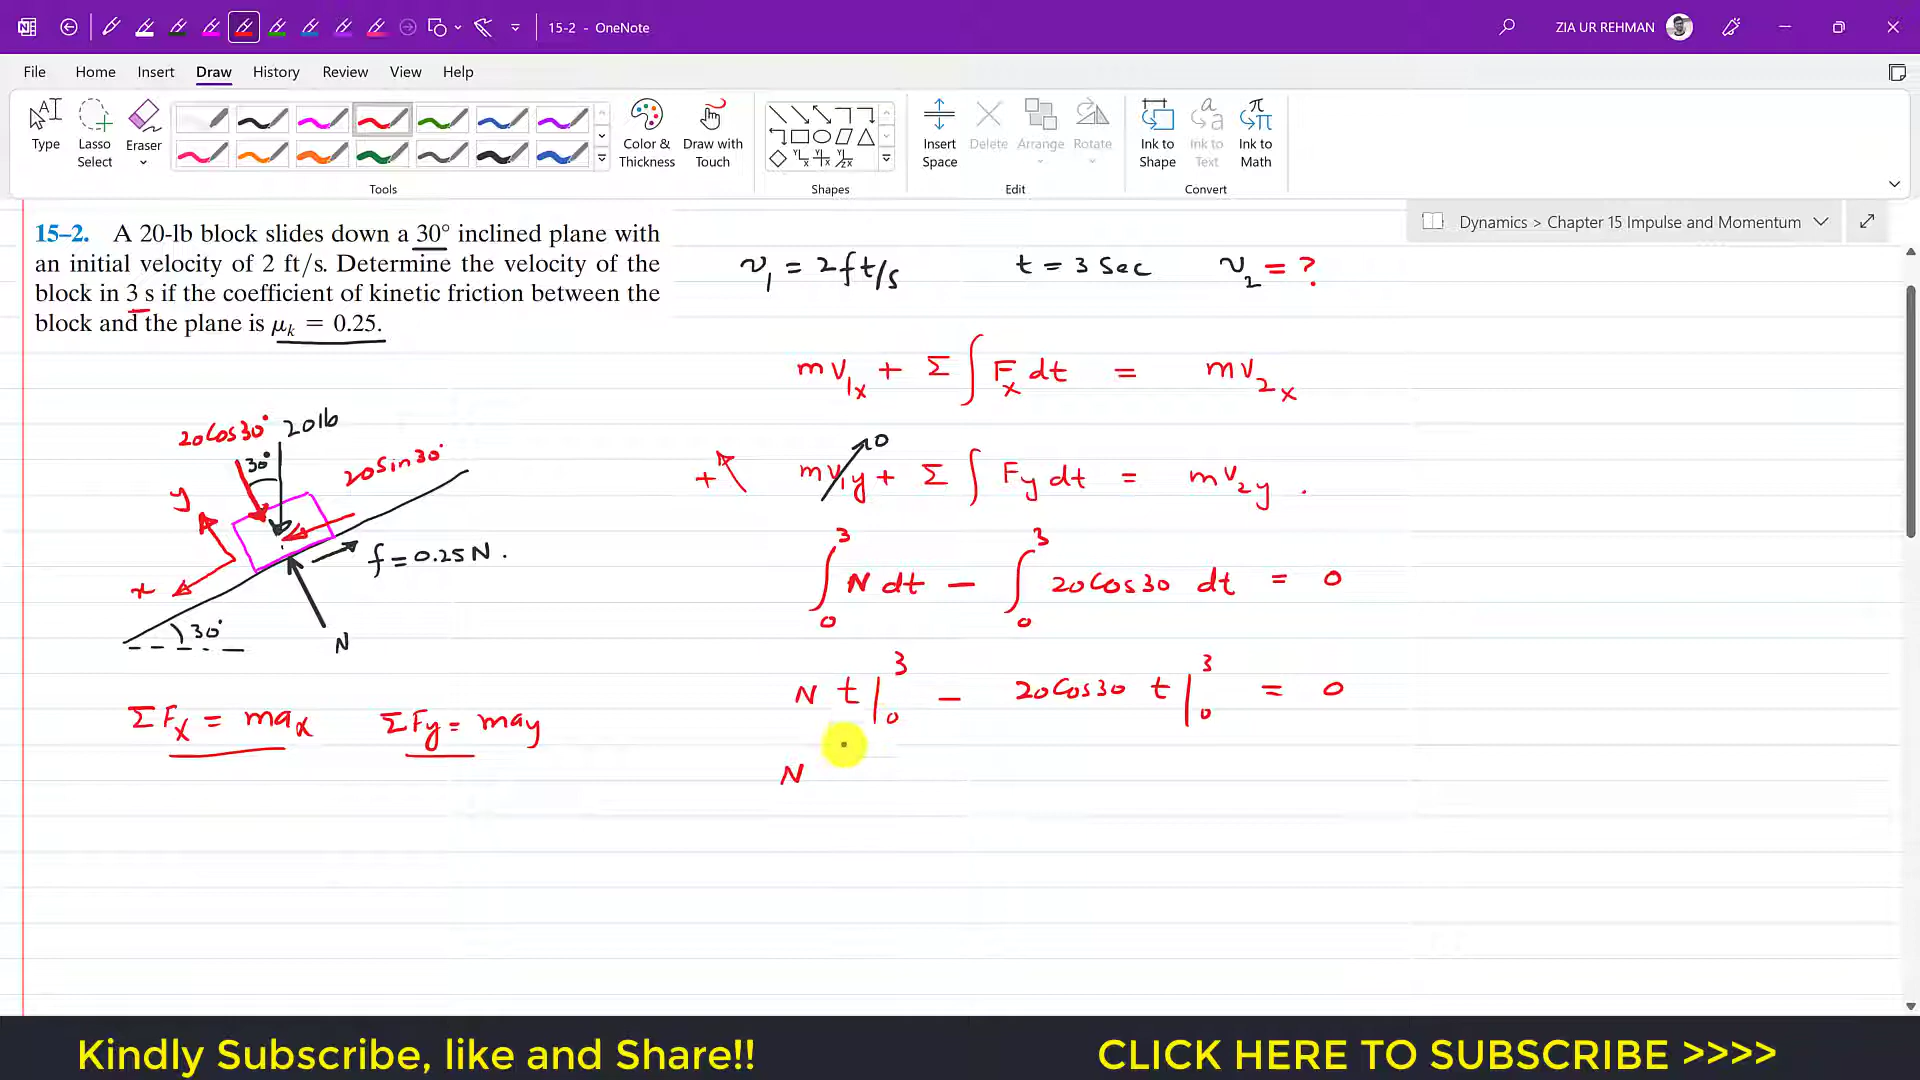 15-2 - OneNote
ZIA UR REHMAN
File Home Insert Draw History Review View Help
Type
Lasso Select
Eraser
Color & Thickness
Draw with Touch
Insert Space
Delete
Arrange
Rotate
Ink to Shape
Ink to Text
Ink to Math
Tools
Shapes
Edit
Convert
Dynamics > Chapter 15 Impulse and Momentum
15–2. A 20-lb block slides down a 30° inclined plane with
an initial velocity of 2 ft/s. Determine the velocity of the
block in 3 s if the coefficient of kinetic friction between the
block and the plane is μk = 0.25.
v1 = 2ft/s t = 3 Sec v2 = ?
mv1x + Σ ∫ Fx dt = mv2x
0
+ mv1y + Σ ∫ Fy dt = mv2y .
∫₀³ N dt − ∫₀³ 20Cos30 dt = 0
N t |₀³ − 20Cos30 t |₀³ = 0
N
20Cos30° 20lb
30° 20Sin30°
y
x
f = 0.25N .
30°
N
ΣFx = max ΣFy = may
Kindly Subscribe, like and Share!!
CLICK HERE TO SUBSCRIBE >>>>